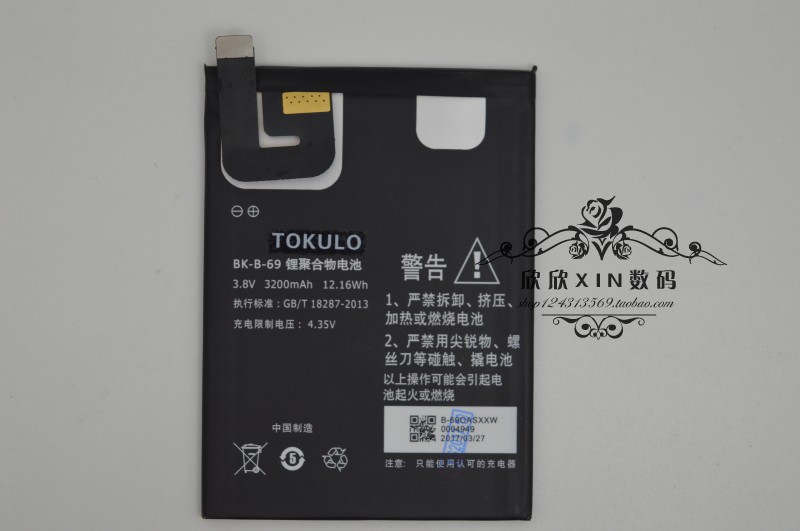 TOKULO
BK-B-69 锂聚合物电池
3.8V 3200mAh 12.16Wh
执行标准：GB/T 18287-2013
充电限制电压：4.35V
中国制造
5
警告
1、严禁拆卸、挤压、
加热或燃烧电池
2、严禁用尖锐物、螺
丝刀等碰触、撬电池
以上操作可能会引起电
池起火或燃烧
B-69OASXXW
0004949
2017/03/27
注意：只能使用认可的充电器
欣欣XIN数码
shop124313569.taobao.com